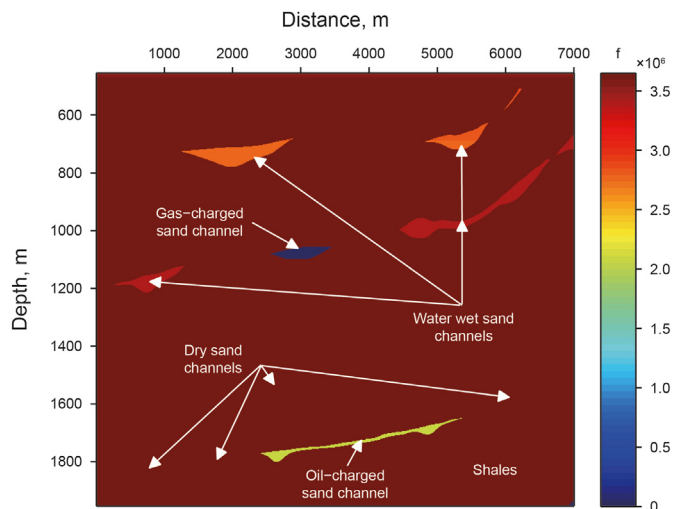 Distance, m
1000 2000 3000 4000 5000 6000 7000
f
×10⁶
600
800
1000
1200
1400
1600
1800
Depth, m
Gas-charged
sand channel
Water wet sand
channels
Dry sand
channels
Oil-charged
sand channel
Shales
3.5
3.0
2.5
2.0
1.5
1.0
0.5
0